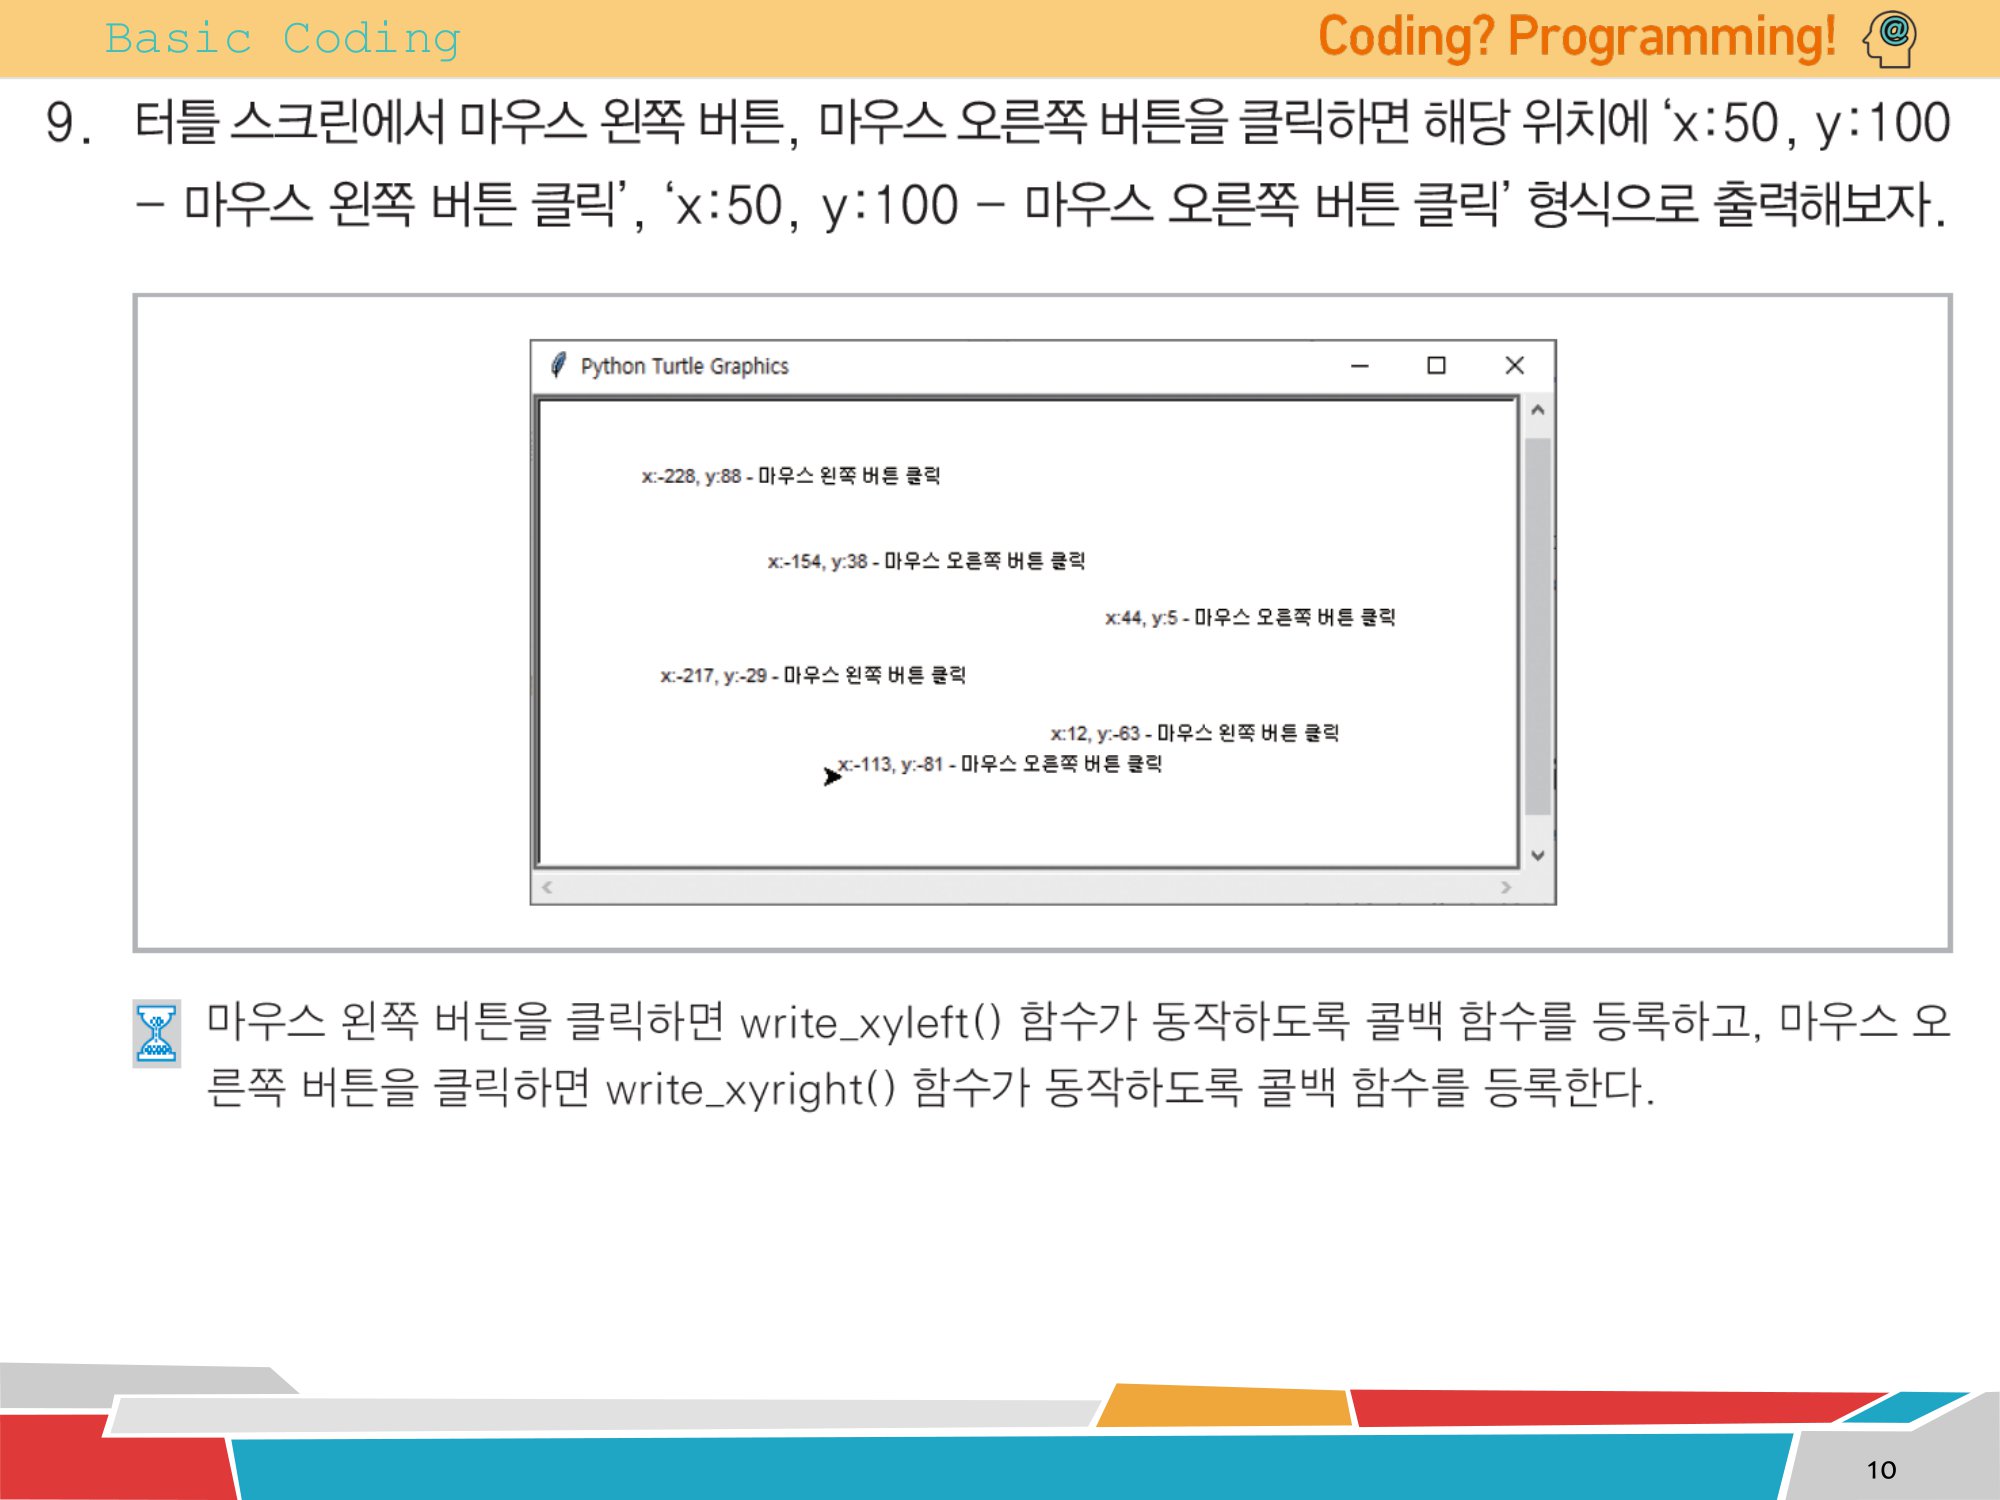 Basic Coding
Coding? Programming!
@
9. 터틀 스크린에서 마우스 왼쪽 버튼, 마우스 오른쪽 버튼을 클릭하면 해당 위치에 ‘x:50, y:100
- 마우스 왼쪽 버튼 클릭’, ‘x:50, y:100 - 마우스 오른쪽 버튼 클릭’ 형식으로 출력해보자.
Python Turtle Graphics
x:-228, y:88 - 마우스 왼쪽 버튼 클릭
x:-154, y:38 - 마우스 오른쪽 버튼 클릭
x:44, y:5 - 마우스 오른쪽 버튼 클릭
x:-217, y:-29 - 마우스 왼쪽 버튼 클릭
x:12, y:-63 - 마우스 왼쪽 버튼 클릭
x:-113, y:-81 - 마우스 오른쪽 버튼 클릭
마우스 왼쪽 버튼을 클릭하면 write_xyleft() 함수가 동작하도록 콜백 함수를 등록하고, 마우스 오
른쪽 버튼을 클릭하면 write_xyright() 함수가 동작하도록 콜백 함수를 등록한다.
10